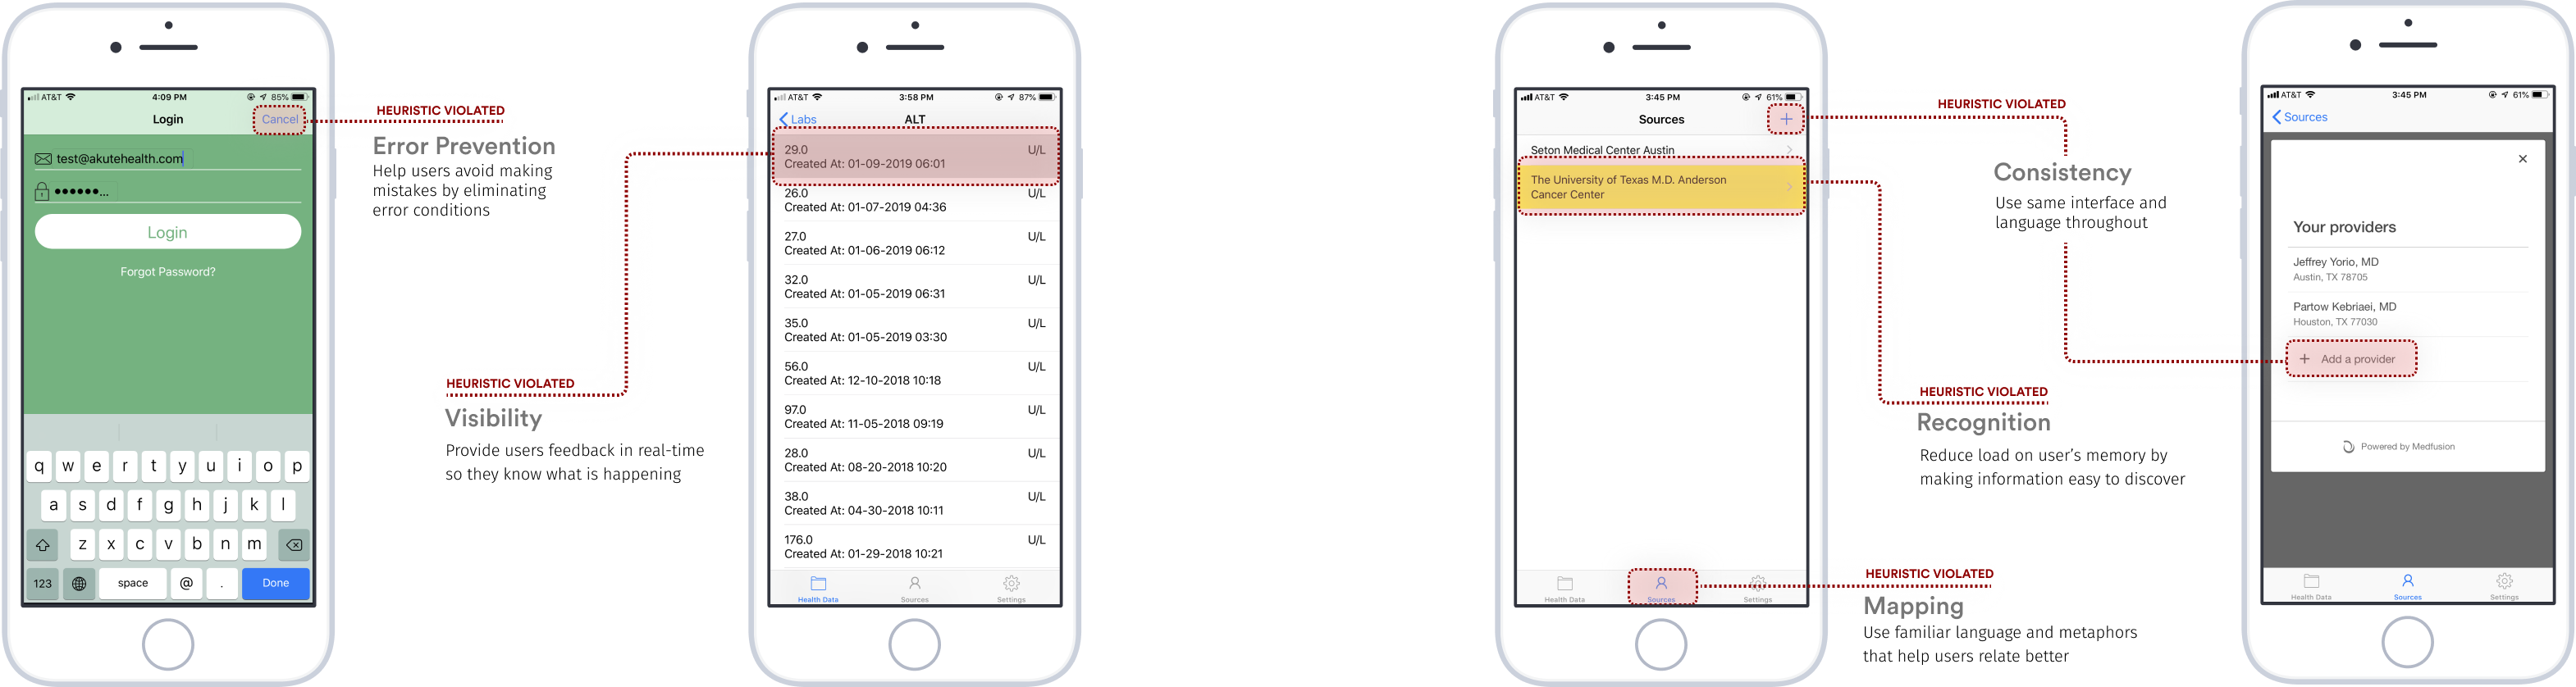 AT&T
4:09 PM
85%
Login
Cancel
test@akutehealth.com
●●●●●●...
Login
Forgot Password?
q w e r t y u i o p
a s d f g h j k l
z x c v b n m
123
space
@
.
Done
HEURISTIC VIOLATED
Error Prevention
Help users avoid making
mistakes by eliminating
error conditions
HEURISTIC VIOLATED
Visibility
Provide users feedback in real-time
so they know what is happening
AT&T
3:58 PM
87%
Labs
ALT
29.0 U/L
Created At: 01-09-2019 06:01
26.0 U/L
Created At: 01-07-2019 04:36
27.0 U/L
Created At: 01-06-2019 06:12
32.0 U/L
Created At: 01-05-2019 06:31
35.0 U/L
Created At: 01-05-2019 03:30
56.0 U/L
Created At: 12-10-2018 10:18
97.0 U/L
Created At: 11-05-2018 09:19
28.0 U/L
Created At: 08-20-2018 10:20
38.0 U/L
Created At: 04-30-2018 10:11
176.0 U/L
Created At: 01-29-2018 10:21
Health Data
Sources
Settings
AT&T
3:45 PM
61%
Sources
+
Seton Medical Center Austin
The University of Texas M.D. Anderson
Cancer Center
Health Data
Sources
Settings
HEURISTIC VIOLATED
Consistency
Use same interface and
language throughout
HEURISTIC VIOLATED
Recognition
Reduce load on user's memory by
making information easy to discover
HEURISTIC VIOLATED
Mapping
Use familiar language and metaphors
that help users relate better
AT&T
3:45 PM
61%
Sources
×
Your providers
Jeffrey Yorio, MD
Austin, TX 78705
Partow Kebriaei, MD
Houston, TX 77030
+ Add a provider
Powered by Medfusion
Health Data
Sources
Settings